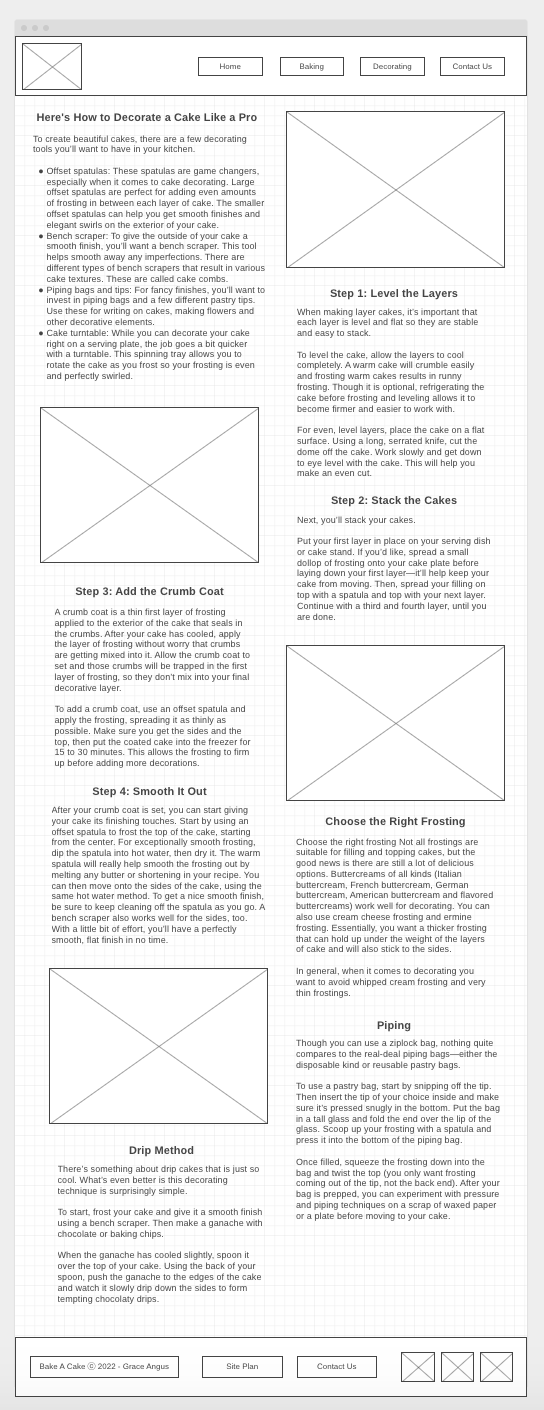 Home
Baking
Decorating
Contact Us
Here's How to Decorate a Cake Like a Pro
To create beautiful cakes, there are a few decorating
tools you'll want to have in your kitchen.
● Offset spatulas: These spatulas are game changers,
especially when it comes to cake decorating. Large
offset spatulas are perfect for adding even amounts
of frosting in between each layer of cake. The smaller
offset spatulas can help you get smooth finishes and
elegant swirls on the exterior of your cake.
● Bench scraper: To give the outside of your cake a
smooth finish, you'll want a bench scraper. This tool
helps smooth away any imperfections. There are
different types of bench scrapers that result in various
cake textures. These are called cake combs.
● Piping bags and tips: For fancy finishes, you'll want to
invest in piping bags and a few different pastry tips.
Use these for writing on cakes, making flowers and
other decorative elements.
● Cake turntable: While you can decorate your cake
right on a serving plate, the job goes a bit quicker
with a turntable. This spinning tray allows you to
rotate the cake as you frost so your frosting is even
and perfectly swirled.
Step 1: Level the Layers
When making layer cakes, it's important that
each layer is level and flat so they are stable
and easy to stack.
To level the cake, allow the layers to cool
completely. A warm cake will crumble easily
and frosting warm cakes results in runny
frosting. Though it is optional, refrigerating the
cake before frosting and leveling allows it to
become firmer and easier to work with.
For even, level layers, place the cake on a flat
surface. Using a long, serrated knife, cut the
dome off the cake. Work slowly and get down
to eye level with the cake. This will help you
make an even cut.
Step 2: Stack the Cakes
Next, you'll stack your cakes.
Put your first layer in place on your serving dish
or cake stand. If you'd like, spread a small
dollop of frosting onto your cake plate before
laying down your first layer—it'll help keep your
cake from moving. Then, spread your filling on
top with a spatula and top with your next layer.
Continue with a third and fourth layer, until you
are done.
Step 3: Add the Crumb Coat
A crumb coat is a thin first layer of frosting
applied to the exterior of the cake that seals in
the crumbs. After your cake has cooled, apply
the layer of frosting without worry that crumbs
are getting mixed into it. Allow the crumb coat to
set and those crumbs will be trapped in the first
layer of frosting, so they don't mix into your final
decorative layer.
To add a crumb coat, use an offset spatula and
apply the frosting, spreading it as thinly as
possible. Make sure you get the sides and the
top, then put the coated cake into the freezer for
15 to 30 minutes. This allows the frosting to firm
up before adding more decorations.
Step 4: Smooth It Out
After your crumb coat is set, you can start giving
your cake its finishing touches. Start by using an
offset spatula to frost the top of the cake, starting
from the center. For exceptionally smooth frosting,
dip the spatula into hot water, then dry it. The warm
spatula will really help smooth the frosting out by
melting any butter or shortening in your recipe. You
can then move onto the sides of the cake, using the
same hot water method. To get a nice smooth finish,
be sure to keep cleaning off the spatula as you go. A
bench scraper also works well for the sides, too.
With a little bit of effort, you'll have a perfectly
smooth, flat finish in no time.
Choose the Right Frosting
Choose the right frosting Not all frostings are
suitable for filling and topping cakes, but the
good news is there are still a lot of delicious
options. Buttercreams of all kinds (Italian
buttercream, French buttercream, German
buttercream, American buttercream and flavored
buttercreams) work well for decorating. You can
also use cream cheese frosting and ermine
frosting. Essentially, you want a thicker frosting
that can hold up under the weight of the layers
of cake and will also stick to the sides.
In general, when it comes to decorating you
want to avoid whipped cream frosting and very
thin frostings.
Piping
Though you can use a ziplock bag, nothing quite
compares to the real-deal piping bags—either the
disposable kind or reusable pastry bags.
To use a pastry bag, start by snipping off the tip.
Then insert the tip of your choice inside and make
sure it's pressed snugly in the bottom. Put the bag
in a tall glass and fold the end over the lip of the
glass. Scoop up your frosting with a spatula and
press it into the bottom of the piping bag.
Once filled, squeeze the frosting down into the
bag and twist the top (you only want frosting
coming out of the tip, not the back end). After your
bag is prepped, you can experiment with pressure
and piping techniques on a scrap of waxed paper
or a plate before moving to your cake.
Drip Method
There's something about drip cakes that is just so
cool. What's even better is this decorating
technique is surprisingly simple.
To start, frost your cake and give it a smooth finish
using a bench scraper. Then make a ganache with
chocolate or baking chips.
When the ganache has cooled slightly, spoon it
over the top of your cake. Using the back of your
spoon, push the ganache to the edges of the cake
and watch it slowly drip down the sides to form
tempting chocolaty drips.
Bake A Cake ⓒ 2022 - Grace Angus
Site Plan
Contact Us